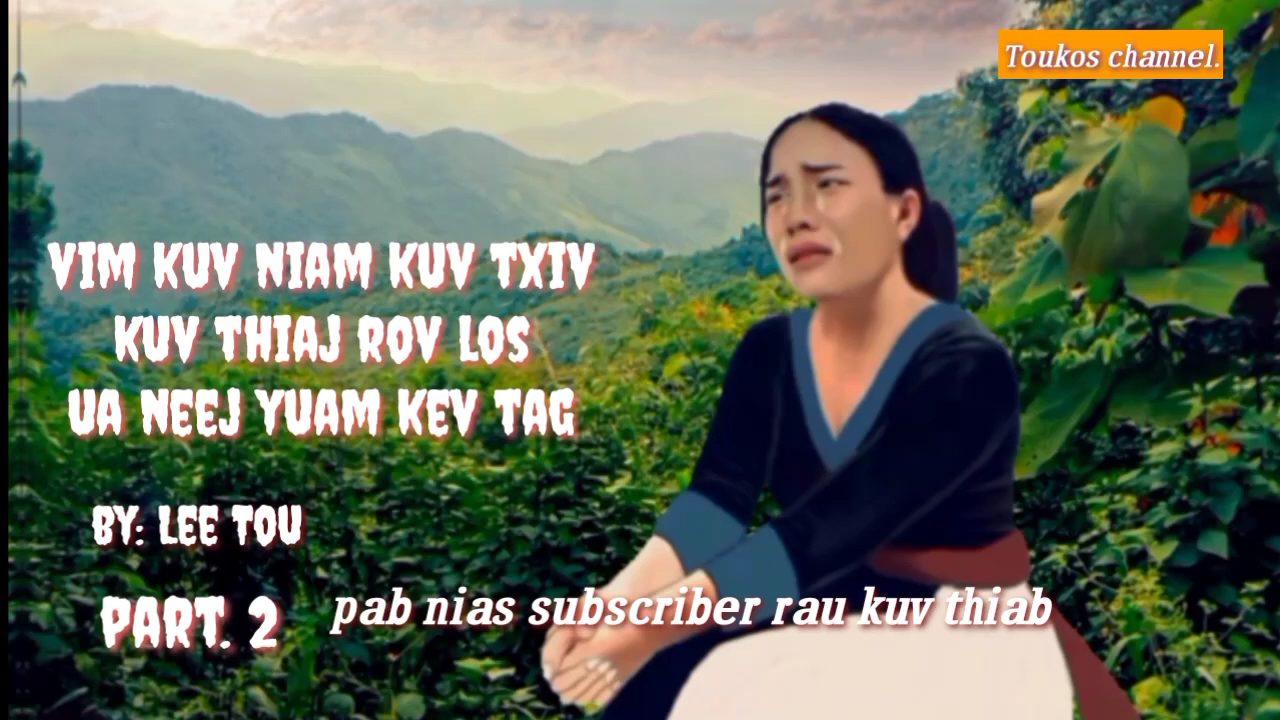 Toukos channel.
VIM KUV NIAM KUV TXIV
KUV THIAJ ROV LOS
UA NEEJ YUAM KEV TAG
BY: LEE TOU
PART. 2
pab nias subscriber rau kuv thiab